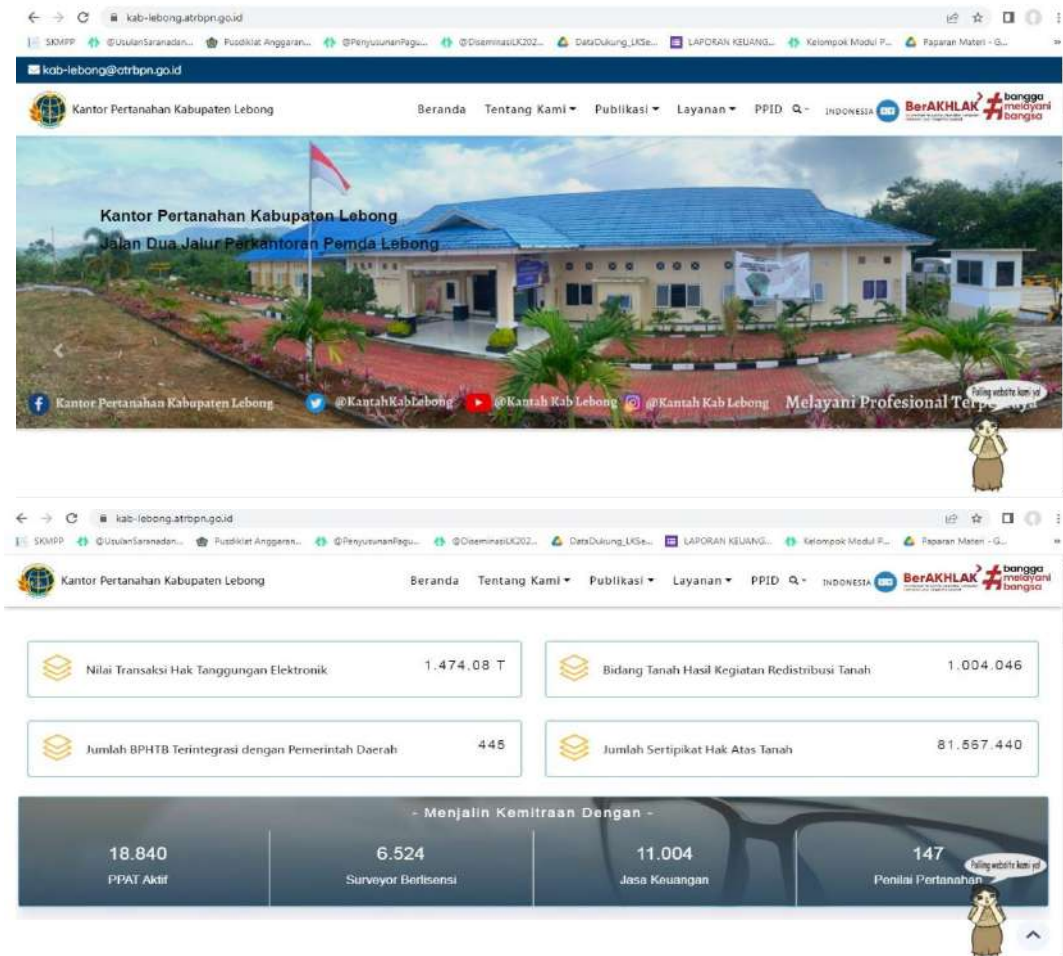 kab-lebong.atrbpn.go.id
SKMPP @UsulanSaranadan... Pusdiklat Anggaran... @PenyusunanPagu... @DiseminasiLK202... DataDukung_LKSe... LAPORAN KEUANG... Kelompok Modul P... Paparan Materi - G... »
kab-lebong@atrbpn.go.id
Kantor Pertanahan Kabupaten Lebong Beranda Tentang Kami Publikasi Layanan PPID INDONESIA BerAKHLAK bangga
melayani
bangsa
Kantor Pertanahan Kabupaten Lebong
Jalan Dua Jalur Perkantoran Pemda Lebong
Kantor Pertanahan Kabupaten Lebong @KantahKabLebong @Kantah Kab Lebong @Kantah Kab Lebong Melayani Profesional
website kami ya!
kab-lebong.atrbpn.go.id
SKMPP @UsulanSaranadan... Pusdiklat Anggaran... @PenyusunanPagu... @DiseminasiLK202... DataDukung_LKSe... LAPORAN KEUANG... Kelompok Modul P... Paparan Materi - G... »
Kantor Pertanahan Kabupaten Lebong Beranda Tentang Kami Publikasi Layanan PPID INDONESIA BerAKHLAK bangga
melayani
bangsa
Nilai Transaksi Hak Tanggungan Elektronik 1.474.08 T Bidang Tanah Hasil Kegiatan Redistribusi Tanah 1.004.046
Jumlah BPHTB Terintegrasi dengan Pemerintah Daerah 445 Jumlah Sertipikat Hak Atas Tanah 81.567.440
- Menjalin Kemitraan Dengan -
18.840 6.524 11.004 147
PPAT Aktif Surveyor Berlisensi Jasa Keuangan Penilai Pertanahan
website kami ya!